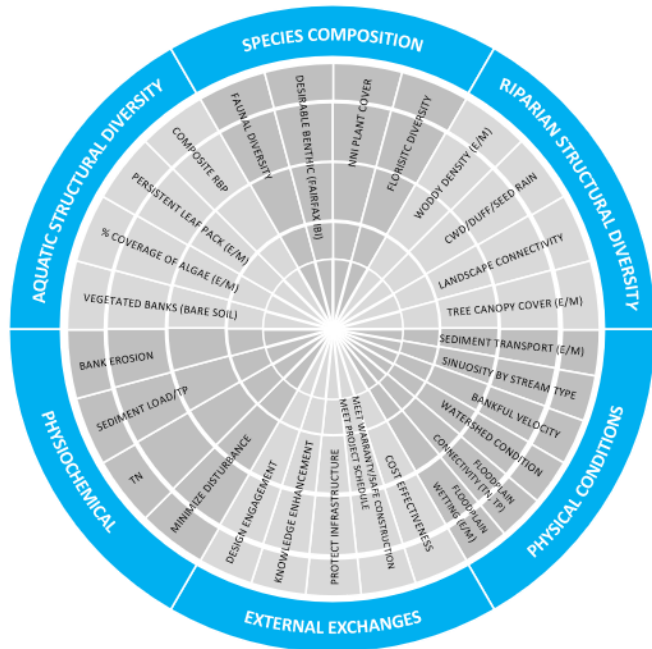 SPECIES COMPOSITION
RIPARIAN STRUCTURAL DIVERSITY
PHYSICAL CONDITIONS
EXTERNAL EXCHANGES
PHYSIOCHEMICAL
AQUATIC STRUCTURAL DIVERSITY
FAUNAL DIVERSITY
DESIRABLE BENTHIC (FAIRFAX IBI)
NNI PLANT COVER
FLORISITC DIVERSITY
WODDY DENSITY (E/M)
CWD/DUFF/SEED RAIN
LANDSCAPE CONNECTIVITY
TREE CANOPY COVER (E/M)
SEDIMENT TRANSPORT (E/M)
SINUOSITY BY STREAM TYPE
BANKFUL VELOCITY
WATERSHED CONDITION
FLOODPLAIN
CONNECTIVITY (TN, TP)
FLOODPLAIN
WETTING (E/M)
COST EFFECTIVENESS
MEET WARRANTY/SAFE CONSTRUCTION
MEET PROJECT SCHEDULE
PROTECT INFRASTRUCTURE
KNOWLEDGE ENHANCEMENT
DESIGN ENGAGEMENT
MINIMIZE DISTURBANCE
TN
SEDIMENT LOAD/TP
BANK EROSION
VEGETATED BANKS (BARE SOIL)
% COVERAGE OF ALGAE (E/M)
PERSISTENT LEAF PACK (E/M)
COMPOSITE RBP